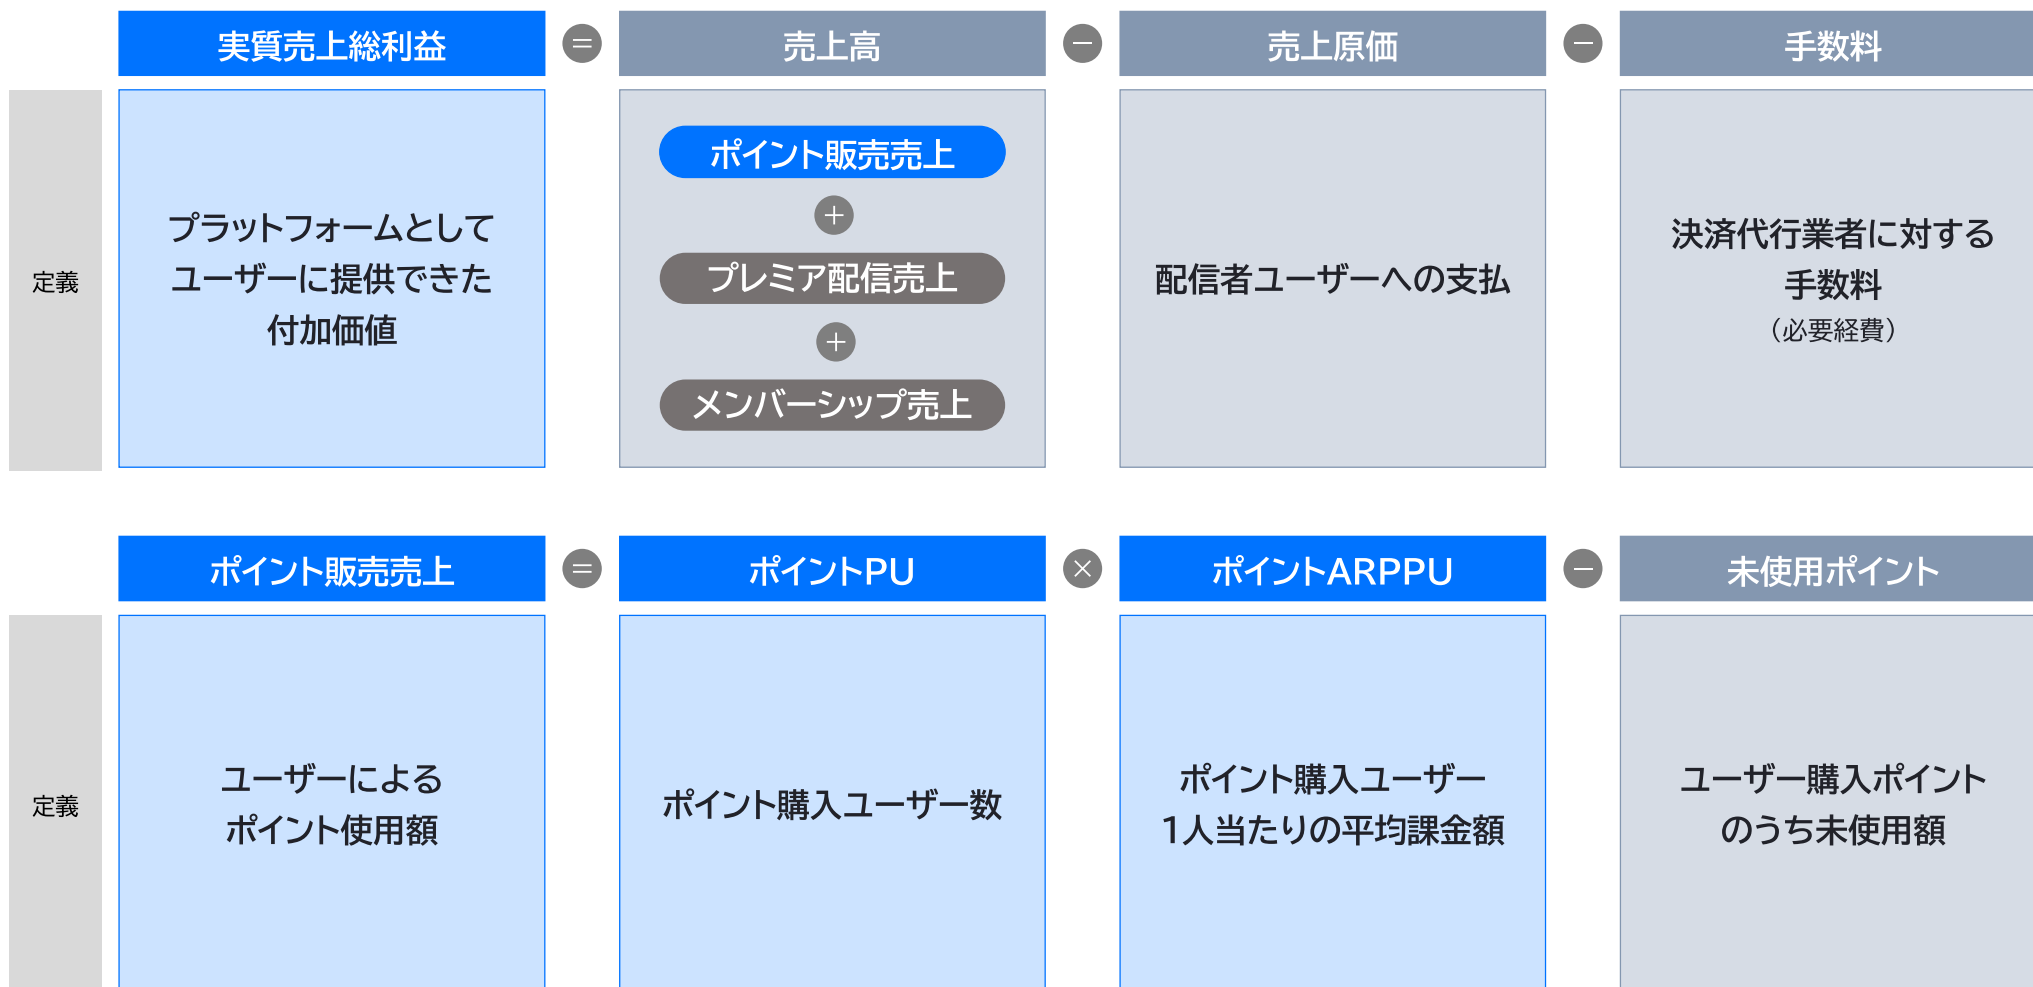 実質売上総利益 = 売上高 − 売上原価 − 手数料
定義
プラットフォームとして
ユーザーに提供できた
付加価値
ポイント販売売上
+
プレミア配信売上
+
メンバーシップ売上
配信者ユーザーへの支払
決済代行業者に対する
手数料
（必要経費）
ポイント販売売上 = ポイントPU × ポイントARPPU − 未使用ポイント
定義
ユーザーによる
ポイント使用額
ポイント購入ユーザー数
ポイント購入ユーザー
1人当たりの平均課金額
ユーザー購入ポイント
のうち未使用額